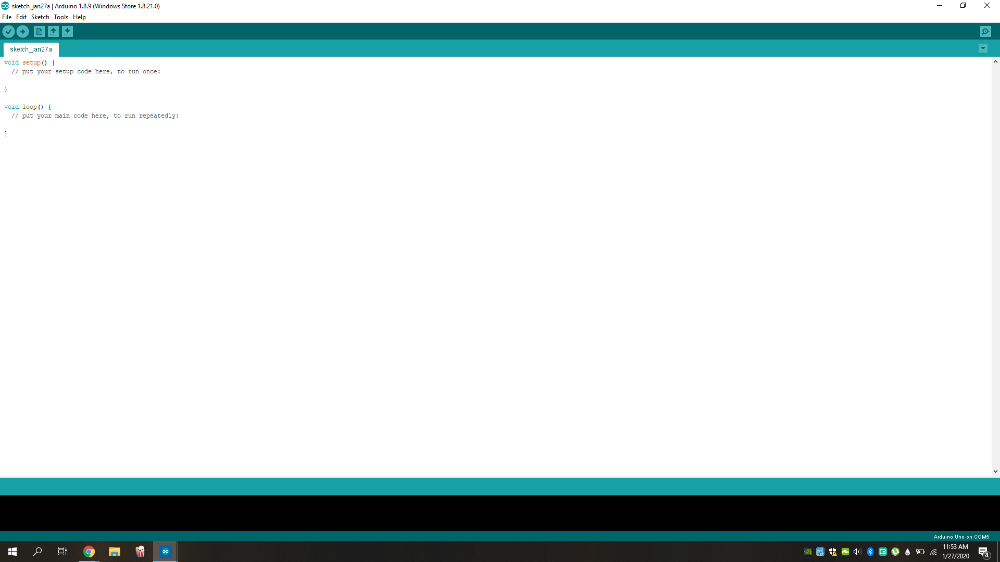 sketch_jan27a | Arduino 1.8.9 (Windows Store 1.8.21.0)
File Edit Sketch Tools Help
sketch_jan27a
void setup() {
  // put your setup code here, to run once:
}
void loop() {
  // put your main code here, to run repeatedly:
}
Arduino Uno on COM5
11:53 AM
1/27/2020
4